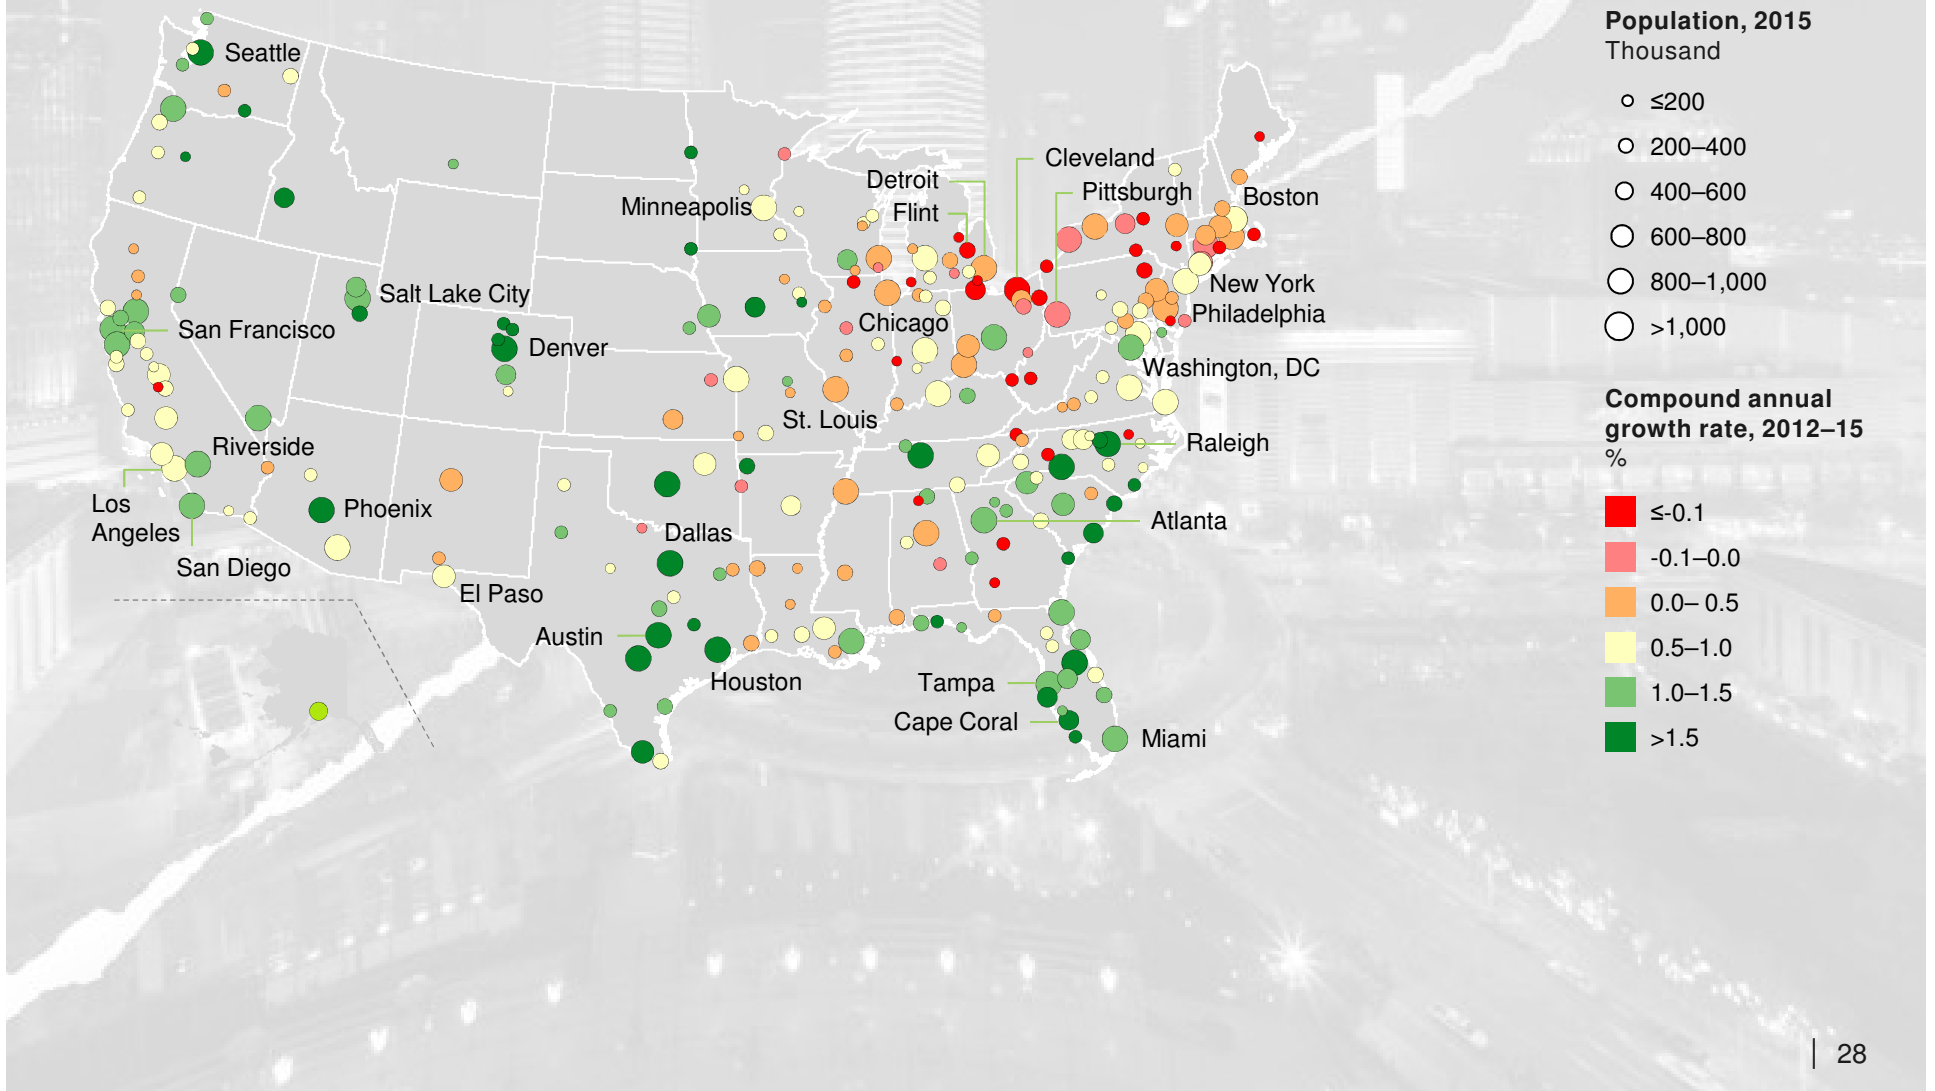 Seattle
Minneapolis
Detroit
Flint
Cleveland
Pittsburgh
Boston
Salt Lake City
San Francisco
Denver
Chicago
New York
Philadelphia
Washington, DC
St. Louis
Riverside
Raleigh
Los
Angeles
Phoenix
Dallas
Atlanta
San Diego
El Paso
Austin
Houston
Tampa
Cape Coral
Miami
Population, 2015
Thousand
≤200
200–400
400–600
600–800
800–1,000
>1,000
Compound annual
growth rate, 2012–15
%
≤-0.1
-0.1–0.0
0.0– 0.5
0.5–1.0
1.0–1.5
>1.5
| 28